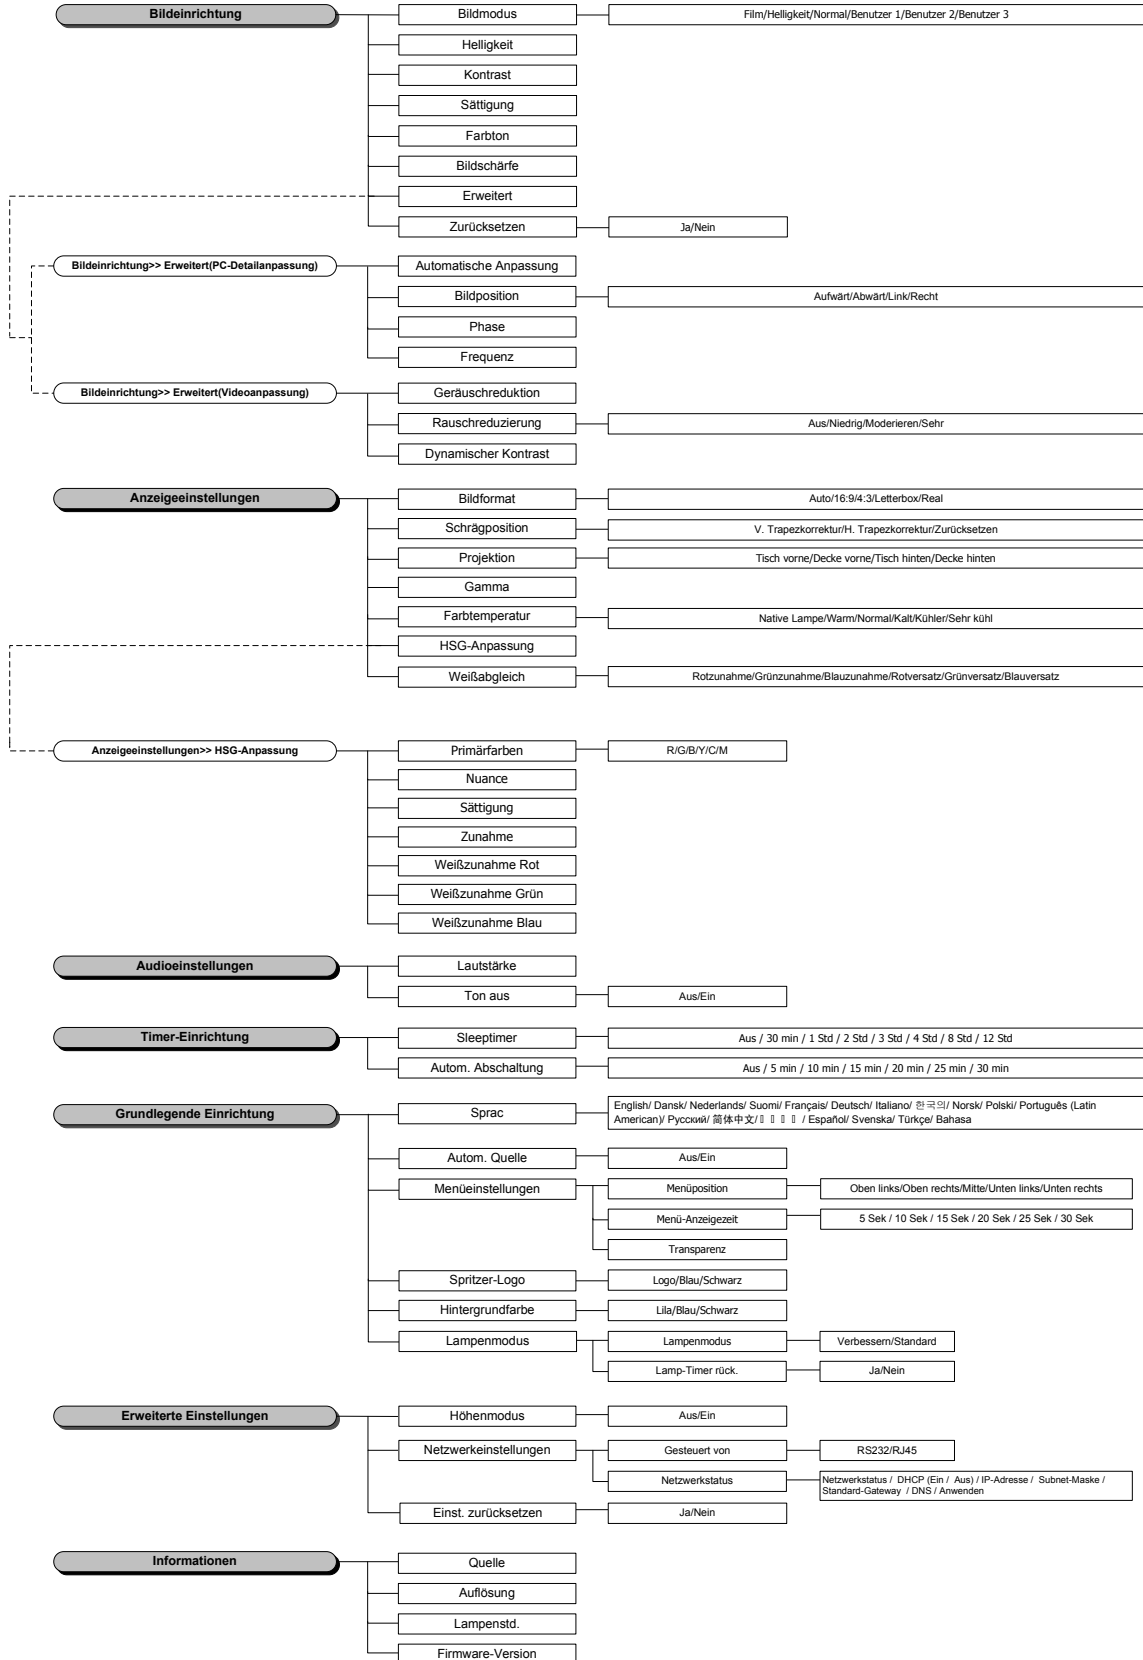 Bildeinrichtung
Bildmodus
Film/Helligkeit/Normal/Benutzer 1/Benutzer 2/Benutzer 3
Helligkeit
Kontrast
Sättigung
Farbton
Bildschärfe
Erweitert
Zurücksetzen
Ja/Nein
Bildeinrichtung>> Erweitert(PC-Detailanpassung)
Automatische Anpassung
Bildposition
Aufwärt/Abwärt/Link/Recht
Phase
Frequenz
Bildeinrichtung>> Erweitert(Videoanpassung)
Geräuschreduktion
Rauschreduzierung
Aus/Niedrig/Moderieren/Sehr
Dynamischer Kontrast
Anzeigeeinstellungen
Bildformat
Auto/16:9/4:3/Letterbox/Real
Schrägposition
V. Trapezkorrektur/H. Trapezkorrektur/Zurücksetzen
Projektion
Tisch vorne/Decke vorne/Tisch hinten/Decke hinten
Gamma
Farbtemperatur
Native Lampe/Warm/Normal/Kalt/Kühler/Sehr kühl
HSG-Anpassung
Weißabgleich
Rotzunahme/Grünzunahme/Blauzunahme/Rotversatz/Grünversatz/Blauversatz
Anzeigeeinstellungen>> HSG-Anpassung
Primärfarben
R/G/B/Y/C/M
Nuance
Sättigung
Zunahme
Weißzunahme Rot
Weißzunahme Grün
Weißzunahme Blau
Audioeinstellungen
Lautstärke
Ton aus
Aus/Ein
Timer-Einrichtung
Sleeptimer
Aus / 30 min / 1 Std / 2 Std / 3 Std / 4 Std / 8 Std / 12 Std
Autom. Abschaltung
Aus / 5 min / 10 min / 15 min / 20 min / 25 min / 30 min
Grundlegende Einrichtung
Sprac
English/ Dansk/ Nederlands/ Suomi/ Français/ Deutsch/ Italiano/ 한국의/ Norsk/ Polski/ Português (Latin
American)/ Русский/ 简体中文/ ▯ ▯ ▯ ▯ / Español/ Svenska/ Türkçe/ Bahasa
Autom. Quelle
Aus/Ein
Menüeinstellungen
Menüposition
Oben links/Oben rechts/Mitte/Unten links/Unten rechts
Menü-Anzeigezeit
5 Sek / 10 Sek / 15 Sek / 20 Sek / 25 Sek / 30 Sek
Transparenz
Spritzer-Logo
Logo/Blau/Schwarz
Hintergrundfarbe
Lila/Blau/Schwarz
Lampenmodus
Lampenmodus
Verbessern/Standard
Lamp-Timer rück.
Ja/Nein
Erweiterte Einstellungen
Höhenmodus
Aus/Ein
Netzwerkeinstellungen
Gesteuert von
RS232/RJ45
Netzwerkstatus
Netzwerkstatus / DHCP (Ein / Aus) / IP-Adresse / Subnet-Maske /
Standard-Gateway / DNS / Anwenden
Einst. zurücksetzen
Ja/Nein
Informationen
Quelle
Auflösung
Lampenstd.
Firmware-Version